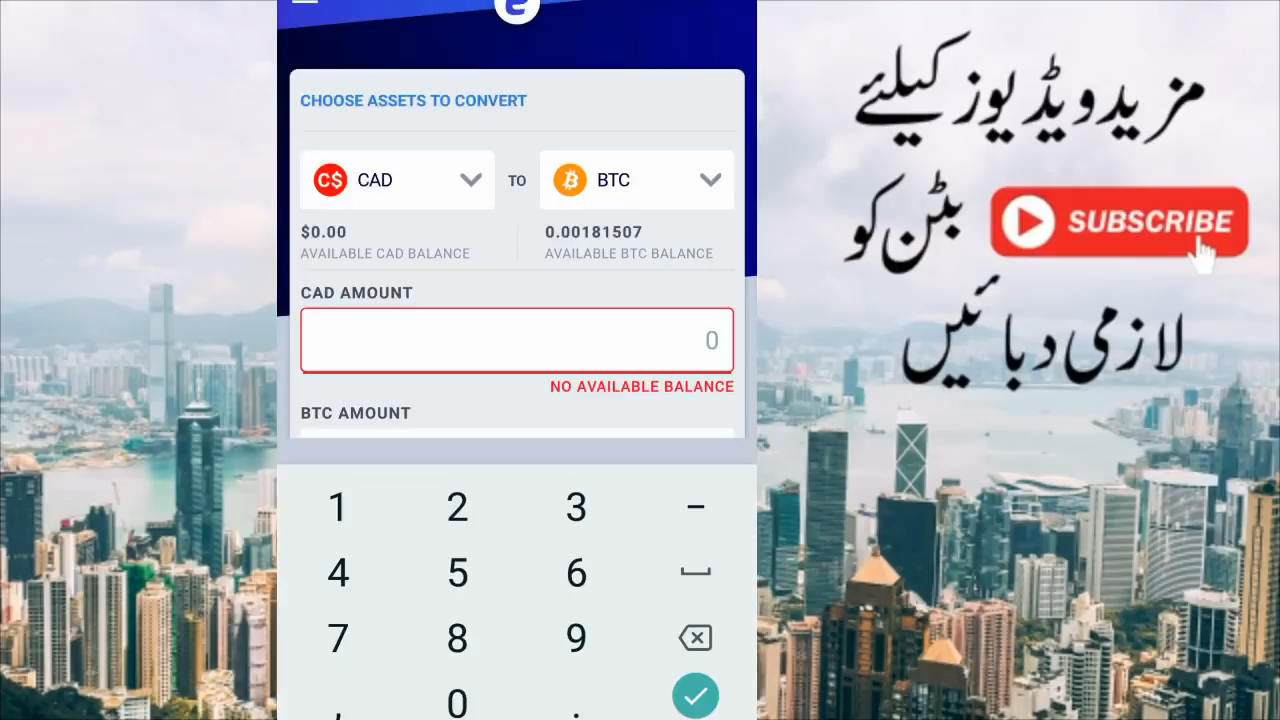 CHOOSE ASSETS TO CONVERT
CAD TO BTC
$0.00
AVAILABLE CAD BALANCE
0.00181507
AVAILABLE BTC BALANCE
CAD AMOUNT
0
NO AVAILABLE BALANCE
BTC AMOUNT
1 2 3 -
4 5 6
7 8 9
, 0 .
مزید ویڈیوز کیلئے
SUBSCRIBE بٹن کو
لازمی دبائیں